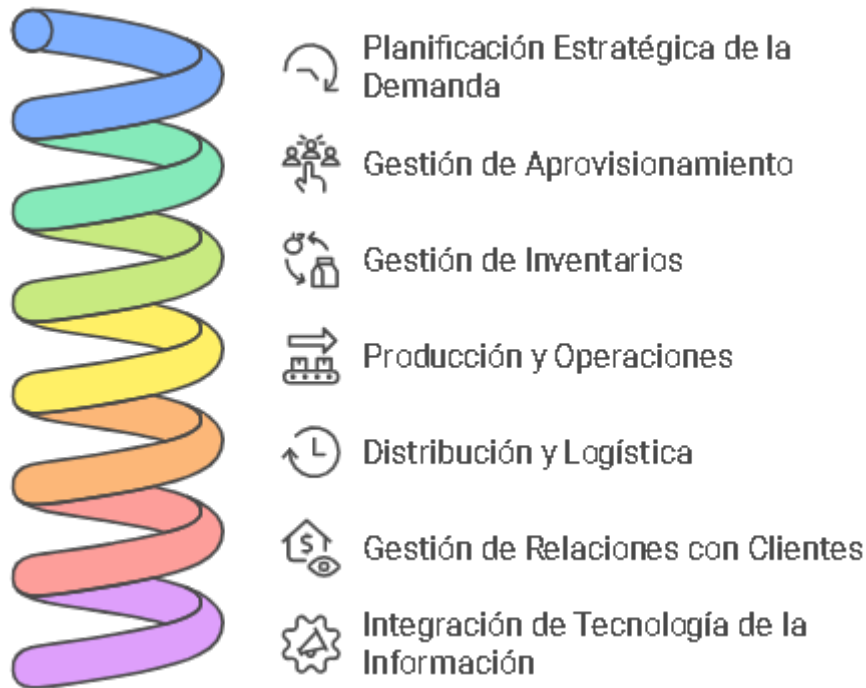 Planificación Estratégica de la
Demanda
Gestión de Aprovisionamiento
Gestión de Inventarios
Producción y Operaciones
Distribución y Logística
Gestión de Relaciones con Clientes
Integración de Tecnología de la
Información